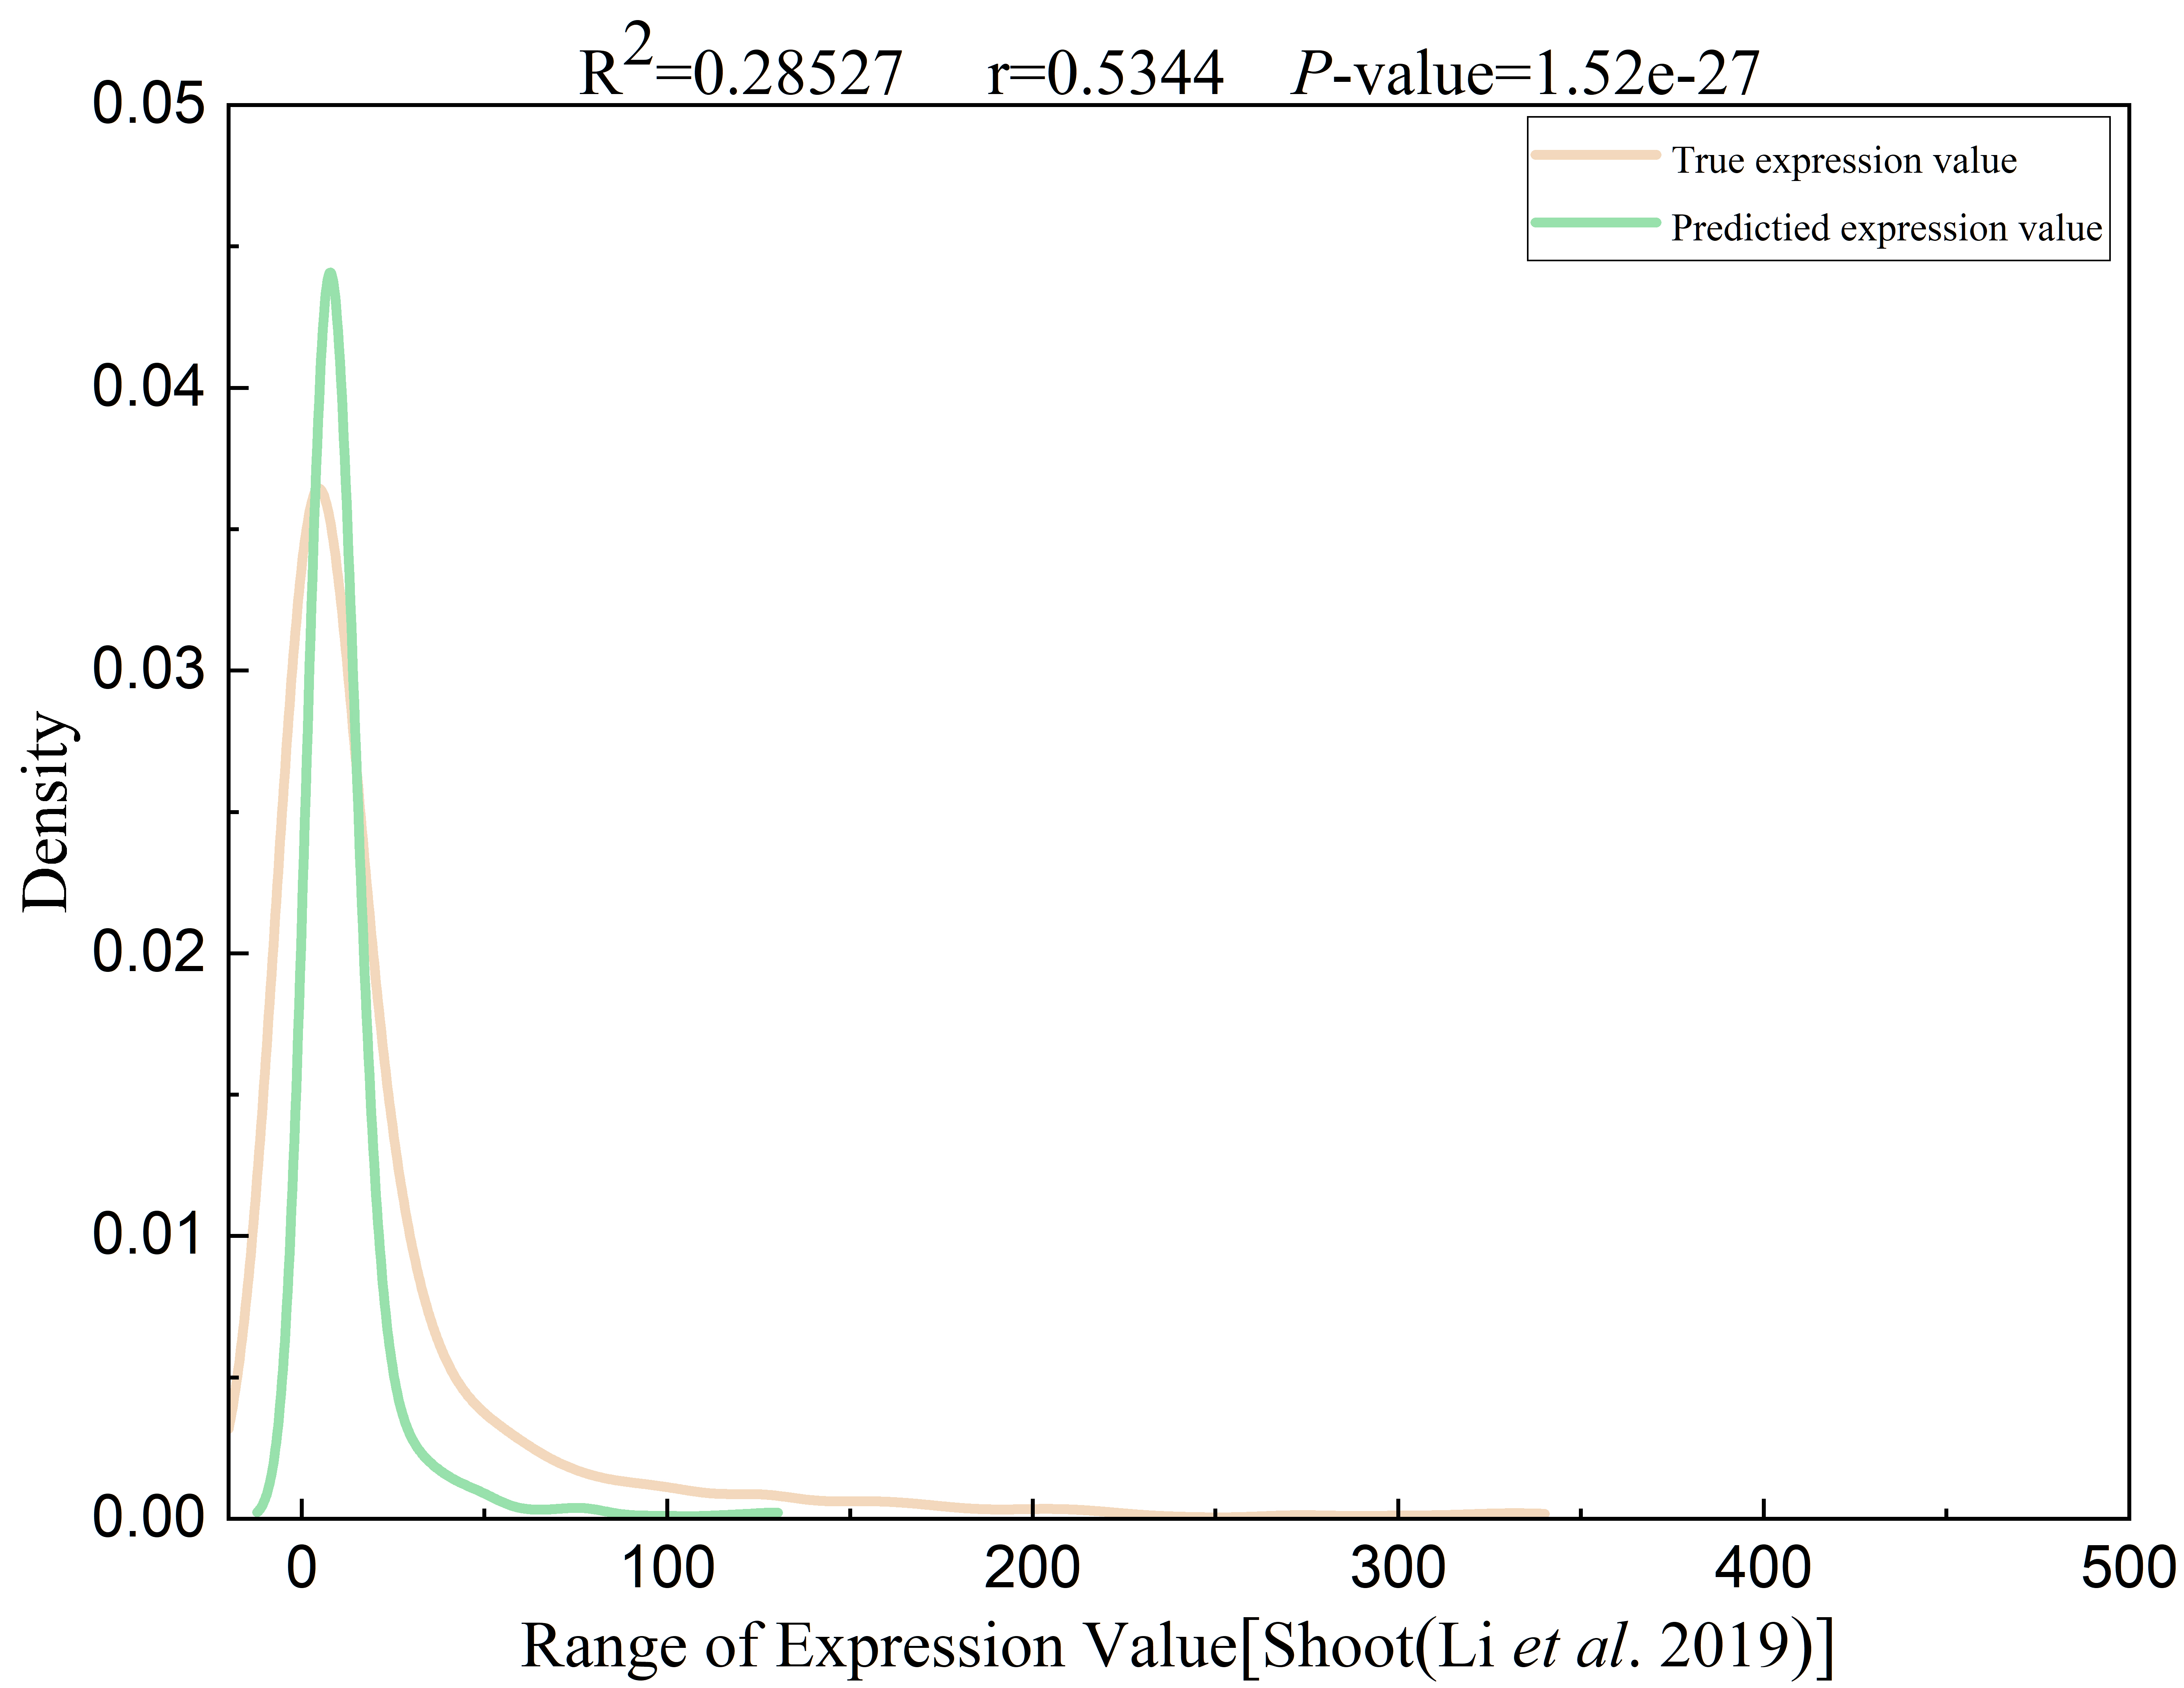 R²=0.28527 r=0.5344 P-value=1.52e-27
True expression value
Predictied expression value
0.05
0.04
0.03
0.02
0.01
0.00
Density
0 100 200 300 400 500
Range of Expression Value[Shoot(Li et al. 2019)]